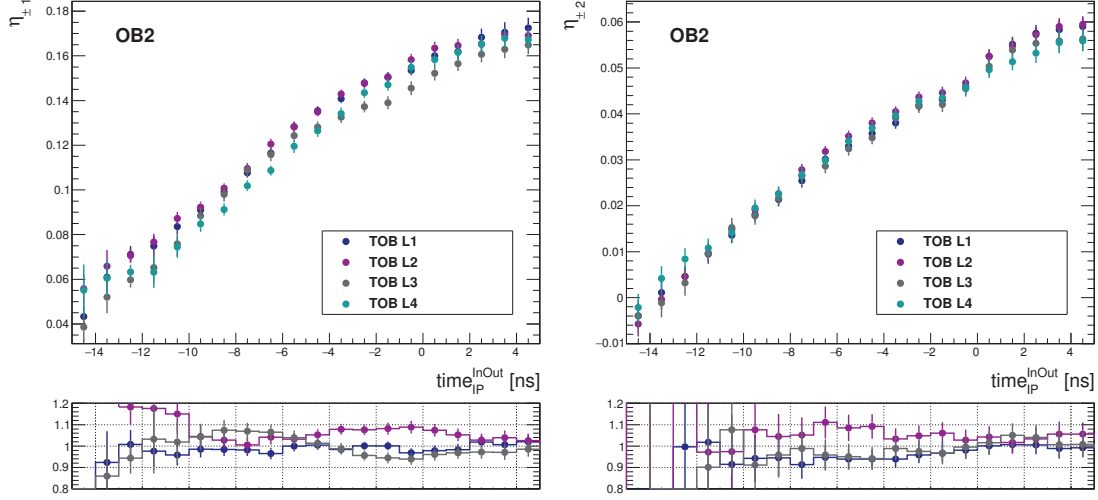 η±1
OB2
0.18
0.16
0.14
0.12
0.1
0.08
0.06
0.04
TOB L1
TOB L2
TOB L3
TOB L4
−14 −12 −10 −8 −6 −4 −2 0 2 4
time_IP^InOut [ns]
1.2
1.1
1
0.9
0.8
η±2
OB2
0.06
0.05
0.04
0.03
0.02
0.01
0
−0.01
TOB L1
TOB L2
TOB L3
TOB L4
−14 −12 −10 −8 −6 −4 −2 0 2 4
time_IP^InOut [ns]
1.2
1.1
1
0.9
0.8